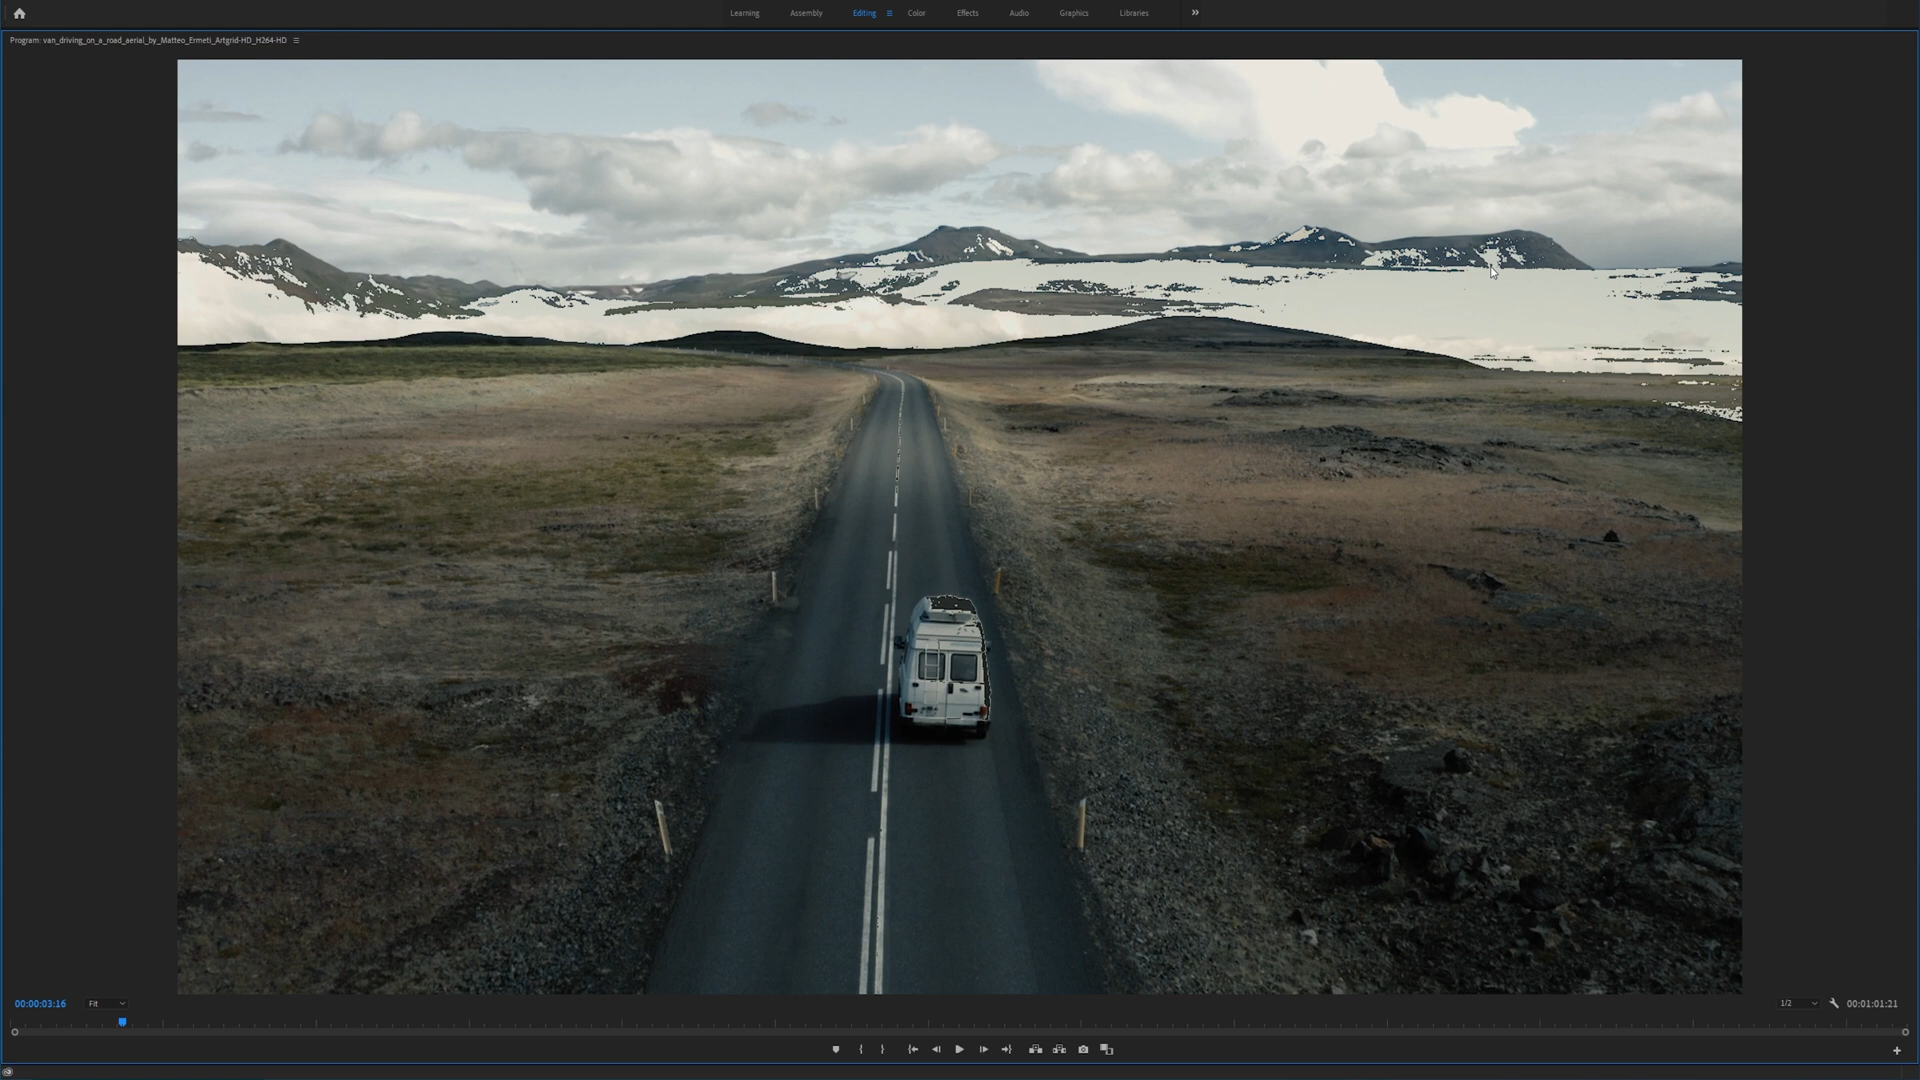 Learning Assembly Editing Color Effects Audio Graphics Libraries
Program: van_driving_on_a_road_aerial_by_Matteo_Ermeti_Artgrid-HD_H264-HD
00:00:03:16 Fit 1/2 00:01:01:21